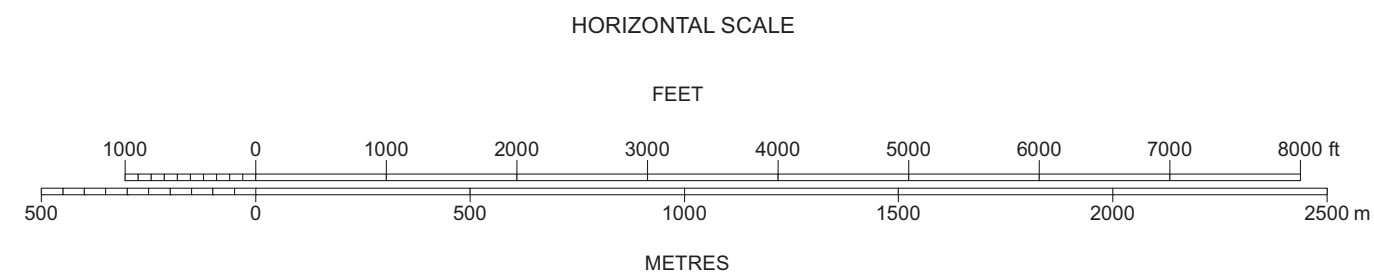 HORIZONTAL SCALE
FEET
1000 0 1000 2000 3000 4000 5000 6000 7000 8000 ft
500 0 500 1000 1500 2000 2500 m
METRES